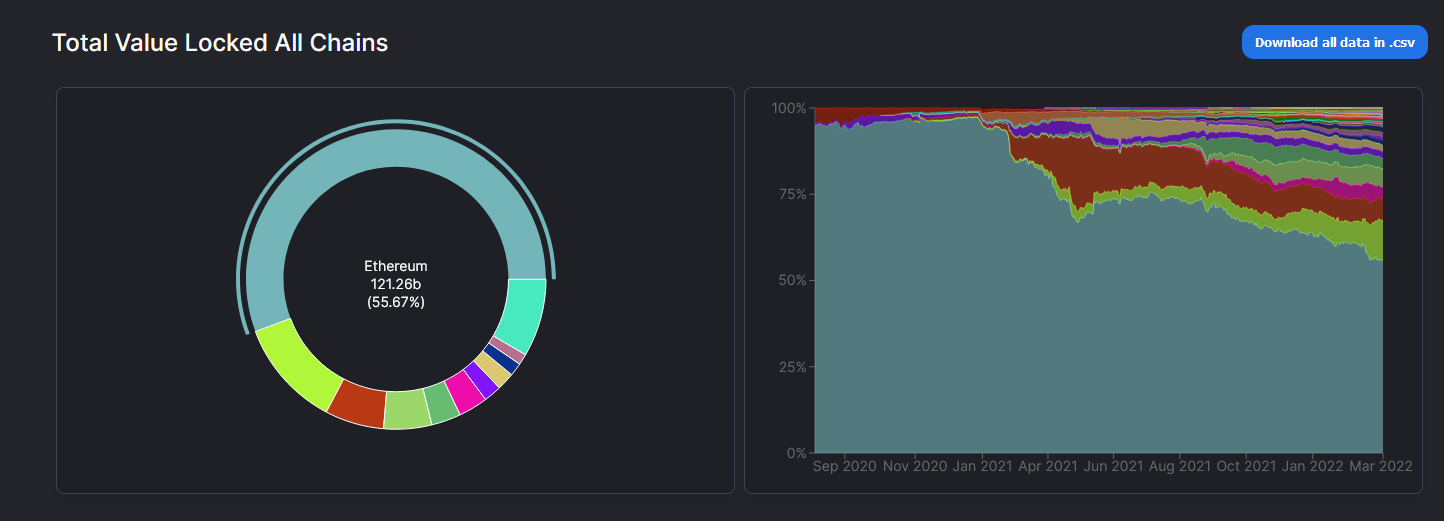 Total Value Locked All Chains
Download all data in .csv
Ethereum
121.26b
(55.67%)
100%
75%
50%
25%
0%
Sep 2020 Nov 2020 Jan 2021 Apr 2021 Jun 2021 Aug 2021 Oct 2021 Jan 2022 Mar 2022